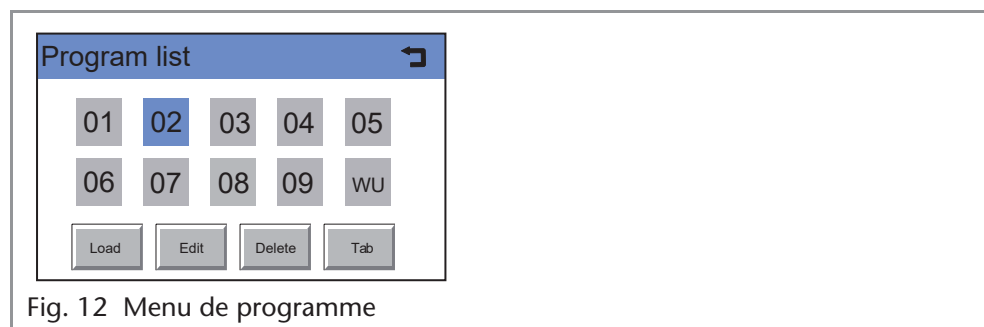 Program list
01 02 03 04 05
06 07 08 09 WU
Load Edit Delete Tab
Fig. 12 Menu de programme